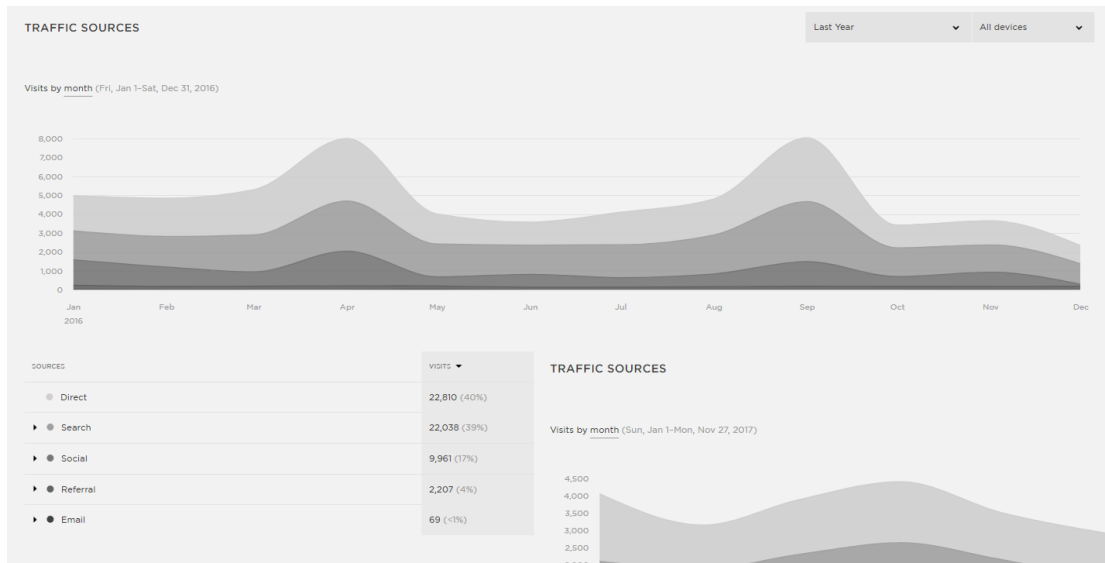 TRAFFIC SOURCES
Last Year
All devices
Visits by month (Fri, Jan 1–Sat, Dec 31, 2016)
8,000
7,000
6,000
5,000
4,000
3,000
2,000
1,000
0
Jan Feb Mar Apr May Jun Jul Aug Sep Oct Nov Dec
2016
SOURCES VISITS
Direct 22,810 (40%)
Search 22,038 (39%)
Social 9,961 (17%)
Referral 2,207 (4%)
Email 69 (<1%)
TRAFFIC SOURCES
Visits by month (Sun, Jan 1–Mon, Nov 27, 2017)
4,500
4,000
3,500
3,000
2,500